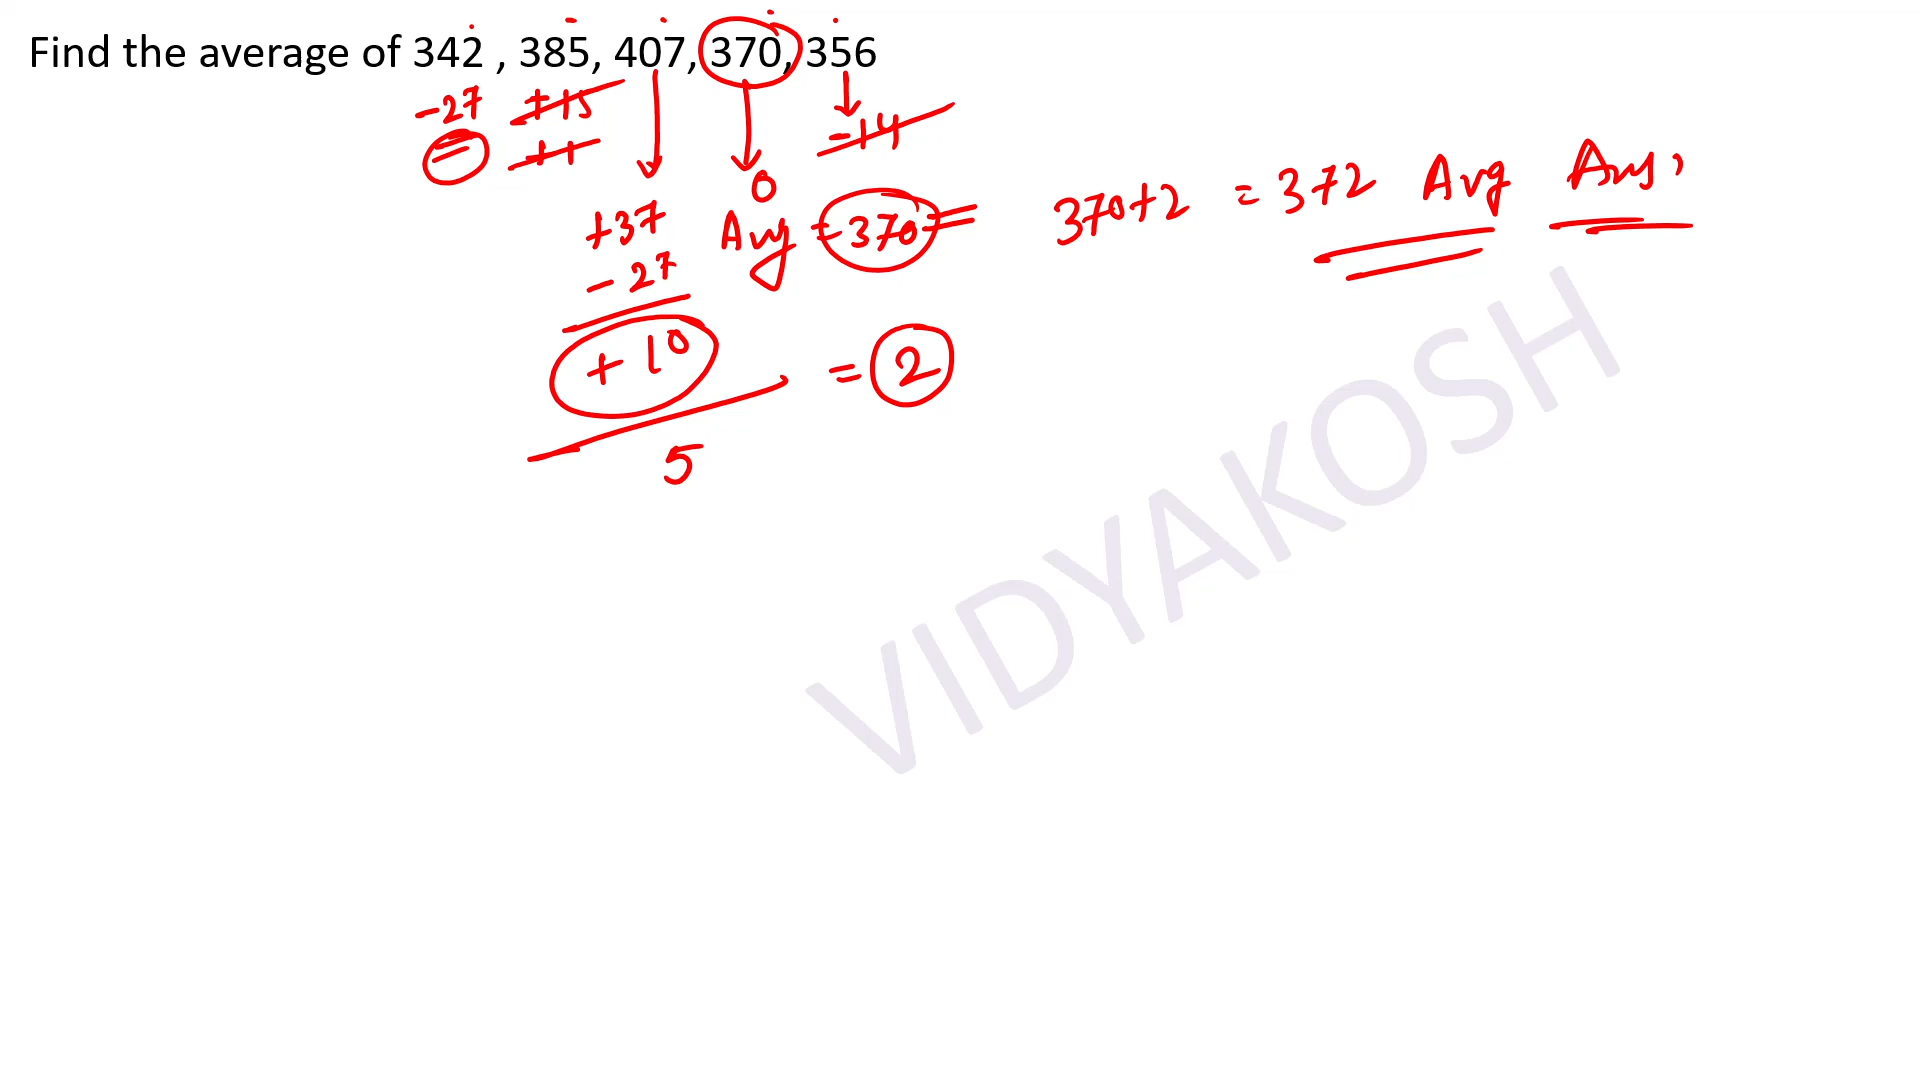 Find the average of 342 , 385, 407, 370, 356
-27 +15 -14
+1
0
+37 Avg = 370 = 370+2 = 372 Avg Ans,
- 27
+ 10 = 2
5
VIDYAKOSH